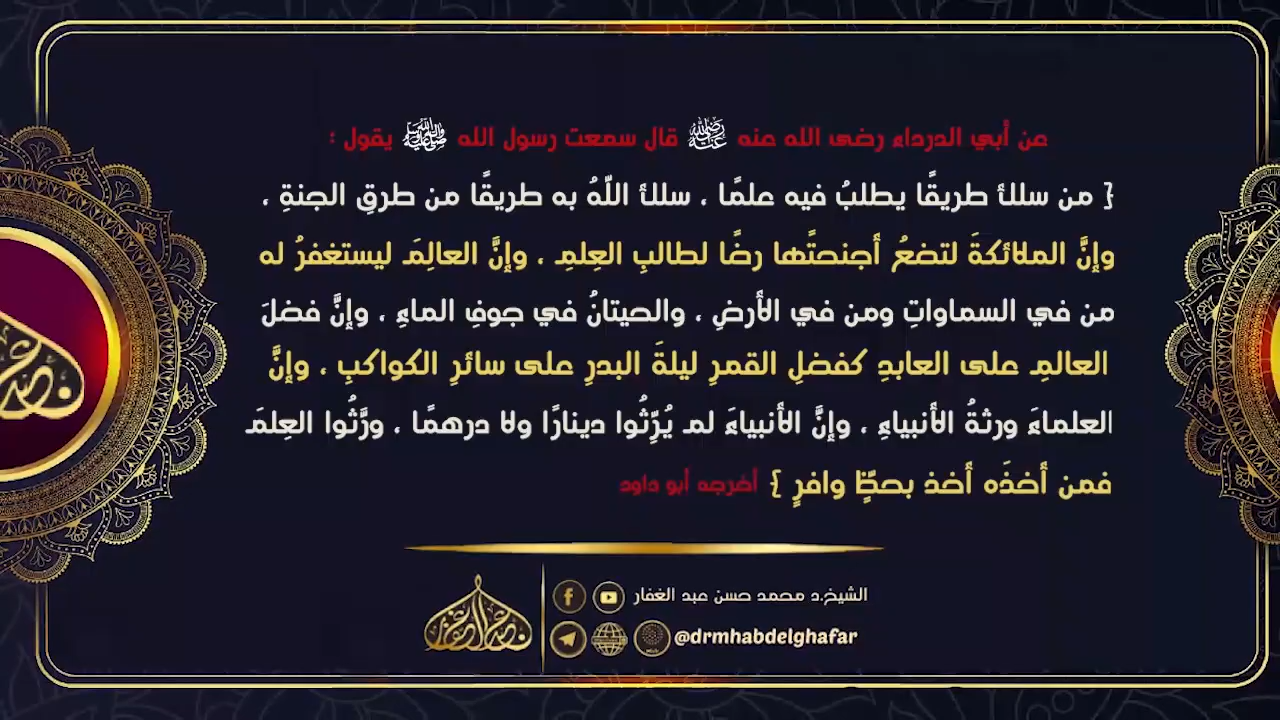 عن أبي الدرداء رضى الله عنه رضي الله عنه قال سمعت رسول الله ﷺ يقول :
{ من سلك طريقًا يطلبُ فيه علمًا ، سلك اللّهُ به طريقًا من طرقِ الجنةِ ،
وإنَّ الملائكةَ لتضعُ أجنحتَها رضًا لطالبِ العِلمِ ، وإنَّ العالِمَ ليستغفرُ له
من في السماواتِ ومن في الأرضِ ، والحيتانُ في جوفِ الماءِ ، وإنَّ فضلَ
العالمِ على العابدِ كفضلِ القمرِ ليلةَ البدرِ على سائرِ الكواكبِ ، وإنَّ
العلماءَ ورثةُ الأنبياءِ ، وإنَّ الأنبياءَ لم يُرِّثُوا دينارًا ولا درهمًا ، ورَّثُوا العِلمَ
فمن أخذَه أخذ بحظٍّ وافرٍ } أخرجه أبو داود
الشيخ.د محمد حسن عبد الغفار
@drmhabdelghafar